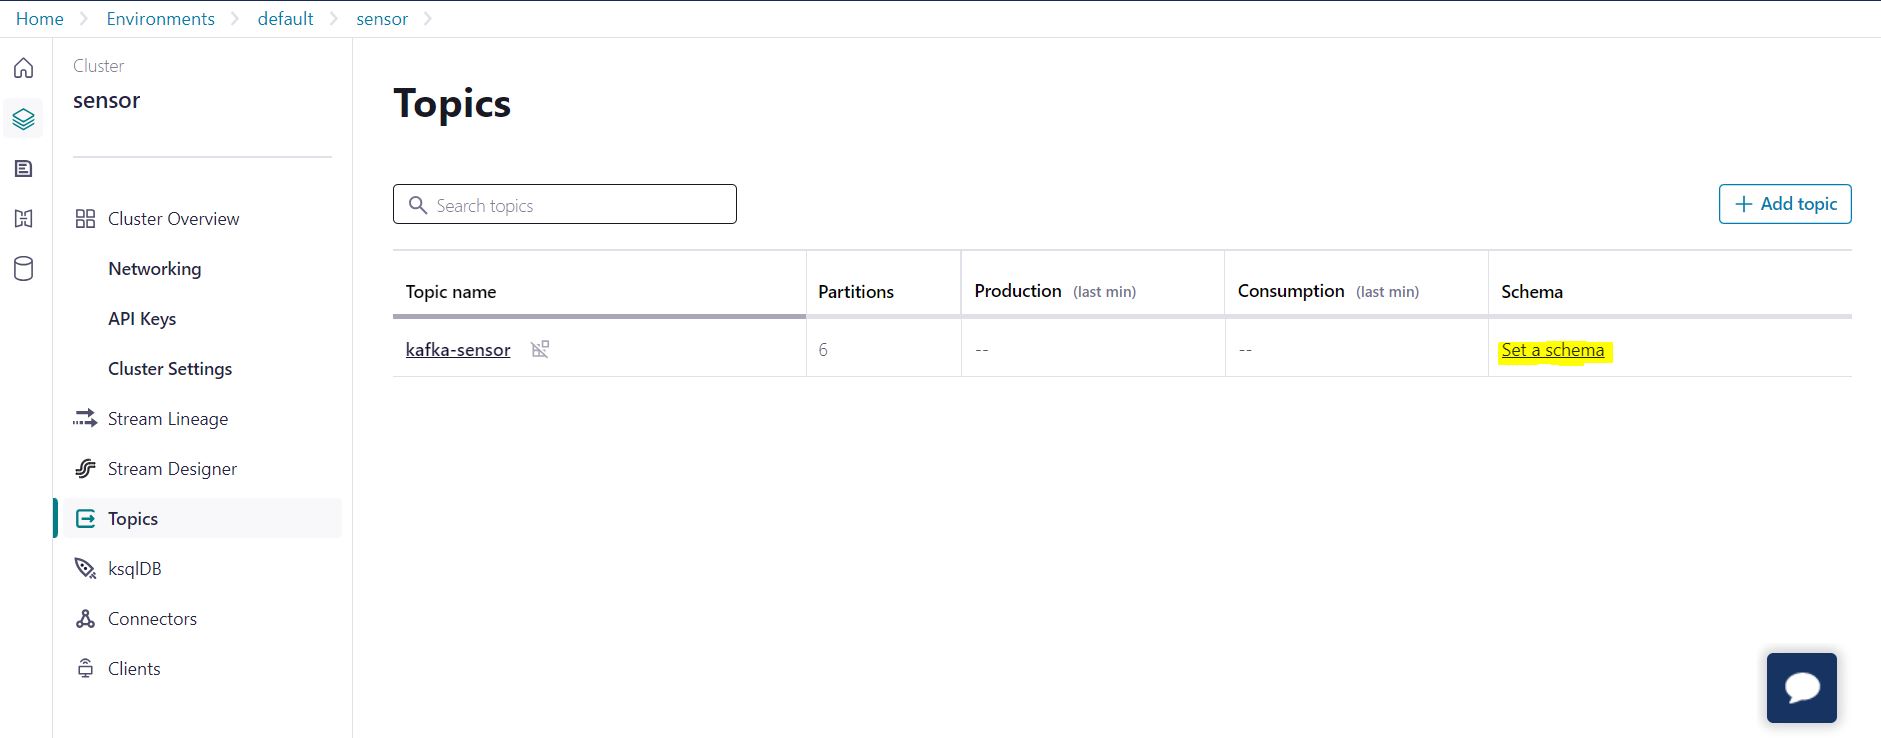 Home Environments default sensor
Cluster
sensor
Cluster Overview
Networking
API Keys
Cluster Settings
Stream Lineage
Stream Designer
Topics
ksqlDB
Connectors
Clients
Topics
Search topics
Add topic
Topic name Partitions Production (last min) Consumption (last min) Schema
kafka-sensor 6 -- -- Set a schema